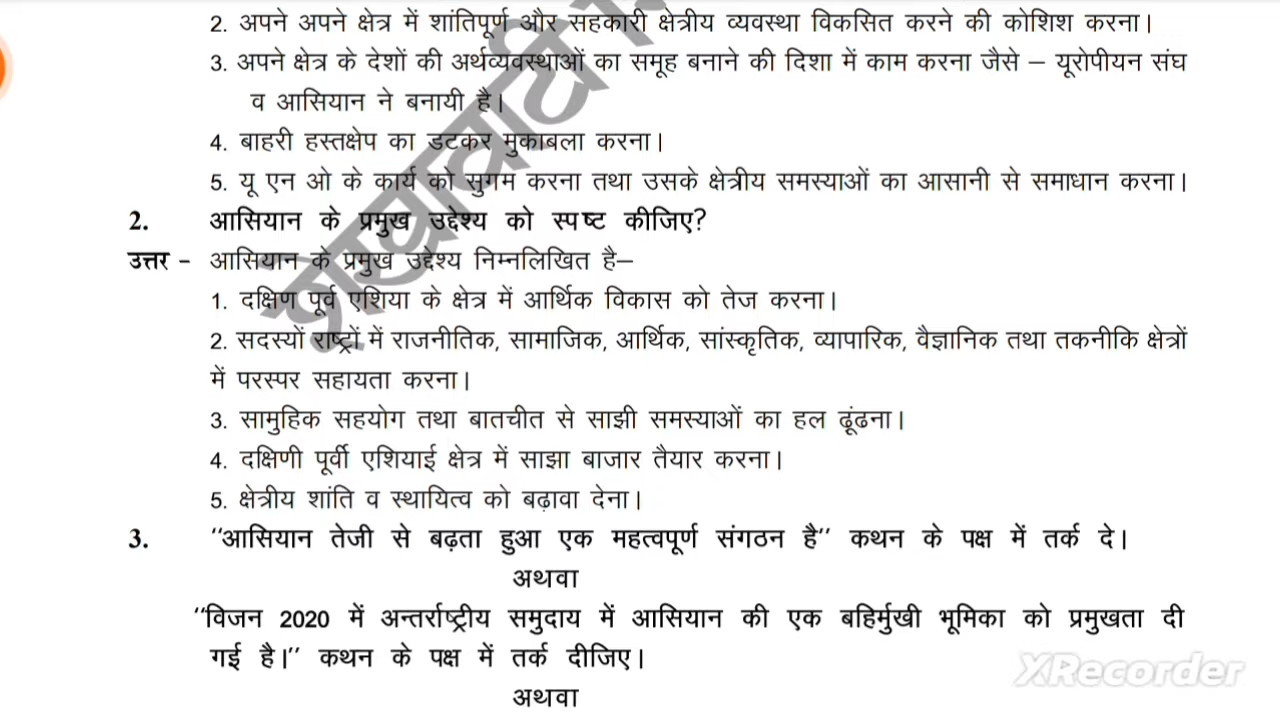 2. अपने अपने क्षेत्र में शांतिपूर्ण और सहकारी क्षेत्रीय व्यवस्था विकसित करने की कोशिश करना।
3. अपने क्षेत्र के देशों की अर्थव्यवस्थाओं का समूह बनाने की दिशा में काम करना जैसे – यूरोपीयन संघ
व आसियान ने बनायी है।
4. बाहरी हस्तक्षेप का डटकर मुकाबला करना।
5. यू एन ओ के कार्य को सुगम करना तथा उसके क्षेत्रीय समस्याओं का आसानी से समाधान करना।
2. आसियान के प्रमुख उद्देश्य को स्पष्ट कीजिए?
उत्तर - आसियान के प्रमुख उद्देश्य निम्नलिखित है–
1. दक्षिण पूर्व एशिया के क्षेत्र में आर्थिक विकास को तेज करना।
2. सदस्यों राष्ट्रों में राजनीतिक, सामाजिक, आर्थिक, सांस्कृतिक, व्यापारिक, वैज्ञानिक तथा तकनीकि क्षेत्रों
में परस्पर सहायता करना।
3. सामुहिक सहयोग तथा बातचीत से साझी समस्याओं का हल ढूंढना।
4. दक्षिणी पूर्वी एशियाई क्षेत्र में साझा बाजार तैयार करना।
5. क्षेत्रीय शांति व स्थायित्व को बढ़ावा देना।
3. "आसियान तेजी से बढ़ता हुआ एक महत्वपूर्ण संगठन है" कथन के पक्ष में तर्क दे।
अथवा
"विजन 2020 में अन्तर्राष्ट्रीय समुदाय में आसियान की एक बहिर्मुखी भूमिका को प्रमुखता दी
गई है।" कथन के पक्ष में तर्क दीजिए।
अथवा
शेखावाटी
XRecorder